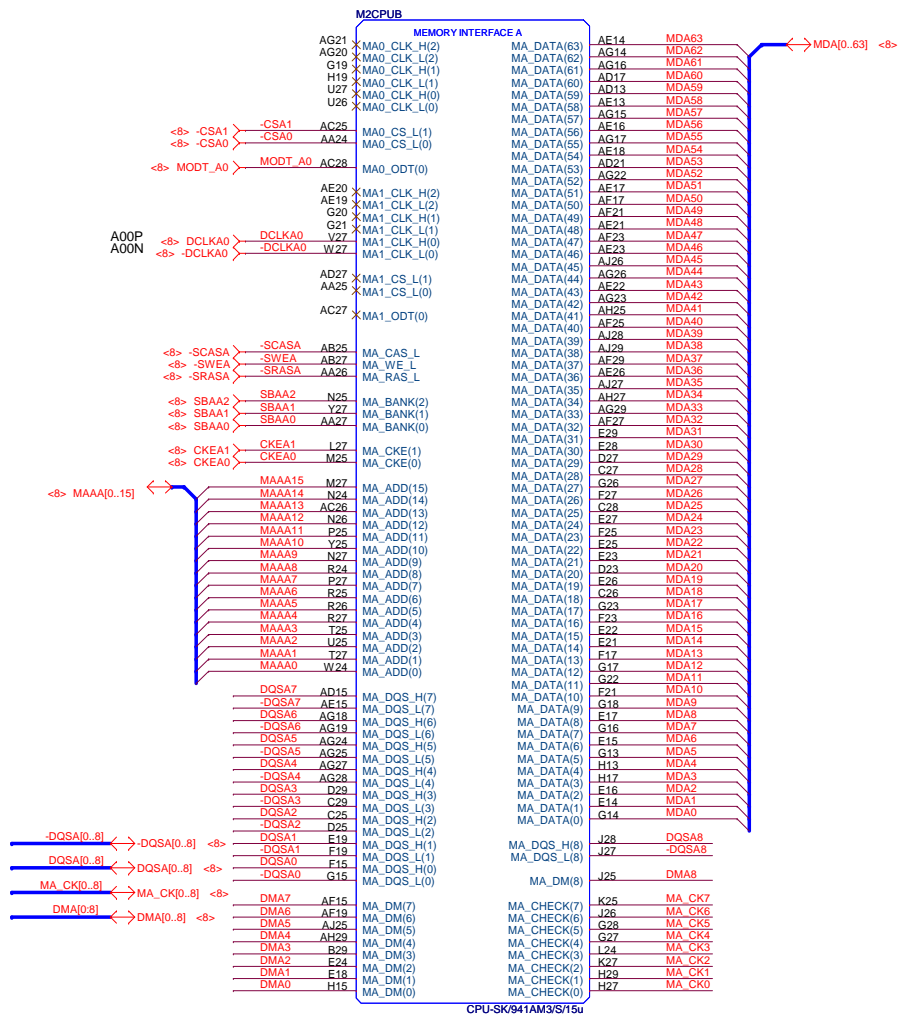 M2CPUB
MEMORY INTERFACE A
AG21 MA0_CLK_H(2) MA_DATA(63) AE14 MDA63 MDA[0..63] <8>
AG20 MA0_CLK_L(2) MA_DATA(62) AG14 MDA62
G19 MA0_CLK_H(1) MA_DATA(61) AG16 MDA61
H19 MA0_CLK_L(1) MA_DATA(60) AD17 MDA60
U27 MA0_CLK_H(0) MA_DATA(59) AD13 MDA59
U26 MA0_CLK_L(0) MA_DATA(58) AE13 MDA58
MA_DATA(57) AG15 MDA57
<8> -CSA1 -CSA1 AC25 MA0_CS_L(1) MA_DATA(56) AE16 MDA56
<8> -CSA0 -CSA0 AA24 MA0_CS_L(0) MA_DATA(55) AG17 MDA55
MA_DATA(54) AE18 MDA54
<8> MODT_A0 MODT_A0 AC28 MA0_ODT(0) MA_DATA(53) AD21 MDA53
MA_DATA(52) AG22 MDA52
AE20 MA1_CLK_H(2) MA_DATA(51) AE17 MDA51
AE19 MA1_CLK_L(2) MA_DATA(50) AF17 MDA50
G20 MA1_CLK_H(1) MA_DATA(49) AF21 MDA49
G21 MA1_CLK_L(1) MA_DATA(48) AE21 MDA48
A00P <8> DCLKA0 DCLKA0 V27 MA1_CLK_H(0) MA_DATA(47) AF23 MDA47
A00N <8> -DCLKA0 -DCLKA0 W27 MA1_CLK_L(0) MA_DATA(46) AE23 MDA46
MA_DATA(45) AJ26 MDA45
AD27 MA1_CS_L(1) MA_DATA(44) AG26 MDA44
AA25 MA1_CS_L(0) MA_DATA(43) AE22 MDA43
MA_DATA(42) AG23 MDA42
AC27 MA1_ODT(0) MA_DATA(41) AH25 MDA41
MA_DATA(40) AF25 MDA40
MA_DATA(39) AJ28 MDA39
<8> -SCASA -SCASA AB25 MA_CAS_L MA_DATA(38) AJ29 MDA38
<8> -SWEA -SWEA AB27 MA_WE_L MA_DATA(37) AF29 MDA37
<8> -SRASA -SRASA AA26 MA_RAS_L MA_DATA(36) AE26 MDA36
MA_DATA(35) AJ27 MDA35
<8> SBAA2 SBAA2 N25 MA_BANK(2) MA_DATA(34) AH27 MDA34
<8> SBAA1 SBAA1 Y27 MA_BANK(1) MA_DATA(33) AG29 MDA33
<8> SBAA0 SBAA0 AA27 MA_BANK(0) MA_DATA(32) AF27 MDA32
MA_DATA(31) E29 MDA31
<8> CKEA1 CKEA1 L27 MA_CKE(1) MA_DATA(30) E28 MDA30
<8> CKEA0 CKEA0 M25 MA_CKE(0) MA_DATA(29) D27 MDA29
MA_DATA(28) C27 MDA28
<8> MAAA[0..15] MAAA15 M27 MA_ADD(15) MA_DATA(27) G26 MDA27
MAAA14 N24 MA_ADD(14) MA_DATA(26) F27 MDA26
MAAA13 AC26 MA_ADD(13) MA_DATA(25) C28 MDA25
MAAA12 N26 MA_ADD(12) MA_DATA(24) E27 MDA24
MAAA11 P25 MA_ADD(11) MA_DATA(23) F25 MDA23
MAAA10 Y25 MA_ADD(10) MA_DATA(22) E25 MDA22
MAAA9 N27 MA_ADD(9) MA_DATA(21) E23 MDA21
MAAA8 R24 MA_ADD(8) MA_DATA(20) D23 MDA20
MAAA7 P27 MA_ADD(7) MA_DATA(19) E26 MDA19
MAAA6 R25 MA_ADD(6) MA_DATA(18) C26 MDA18
MAAA5 R26 MA_ADD(5) MA_DATA(17) G23 MDA17
MAAA4 R27 MA_ADD(4) MA_DATA(16) F23 MDA16
MAAA3 T25 MA_ADD(3) MA_DATA(15) E22 MDA15
MAAA2 U25 MA_ADD(2) MA_DATA(14) E21 MDA14
MAAA1 T27 MA_ADD(1) MA_DATA(13) F17 MDA13
MAAA0 W24 MA_ADD(0) MA_DATA(12) G17 MDA12
MA_DATA(11) G22 MDA11
DQSA7 AD15 MA_DQS_H(7) MA_DATA(10) F21 MDA10
-DQSA7 AE15 MA_DQS_L(7) MA_DATA(9) G18 MDA9
DQSA6 AG18 MA_DQS_H(6) MA_DATA(8) E17 MDA8
-DQSA6 AG19 MA_DQS_L(6) MA_DATA(7) G16 MDA7
DQSA5 AG24 MA_DQS_H(5) MA_DATA(6) E15 MDA6
-DQSA5 AG25 MA_DQS_L(5) MA_DATA(5) G13 MDA5
DQSA4 AG27 MA_DQS_H(4) MA_DATA(4) H13 MDA4
-DQSA4 AG28 MA_DQS_L(4) MA_DATA(3) H17 MDA3
DQSA3 D29 MA_DQS_H(3) MA_DATA(2) E16 MDA2
-DQSA3 C29 MA_DQS_L(3) MA_DATA(1) E14 MDA1
DQSA2 C25 MA_DQS_H(2) MA_DATA(0) G14 MDA0
-DQSA2 D25 MA_DQS_L(2)
-DQSA[0..8] -DQSA[0..8] <8> DQSA1 E19 MA_DQS_H(1) MA_DQS_H(8) J28 DQSA8
-DQSA1 F19 MA_DQS_L(1) MA_DQS_L(8) J27 -DQSA8
DQSA[0..8] DQSA[0..8] <8> DQSA0 F15 MA_DQS_H(0)
-DQSA0 G15 MA_DQS_L(0) MA_DM(8) J25 DMA8
MA_CK[0..8] MA_CK[0..8] <8>
DMA7 AF15 MA_DM(7) MA_CHECK(7) K25 MA_CK7
DMA[0:8] DMA[0..8] <8> DMA6 AF19 MA_DM(6) MA_CHECK(6) J26 MA_CK6
DMA5 AJ25 MA_DM(5) MA_CHECK(5) G28 MA_CK5
DMA4 AH29 MA_DM(4) MA_CHECK(4) G27 MA_CK4
DMA3 B29 MA_DM(3) MA_CHECK(3) L24 MA_CK3
DMA2 E24 MA_DM(2) MA_CHECK(2) K27 MA_CK2
DMA1 E18 MA_DM(1) MA_CHECK(1) H29 MA_CK1
DMA0 H15 MA_DM(0) MA_CHECK(0) H27 MA_CK0
CPU-SK/941AM3/S/15u